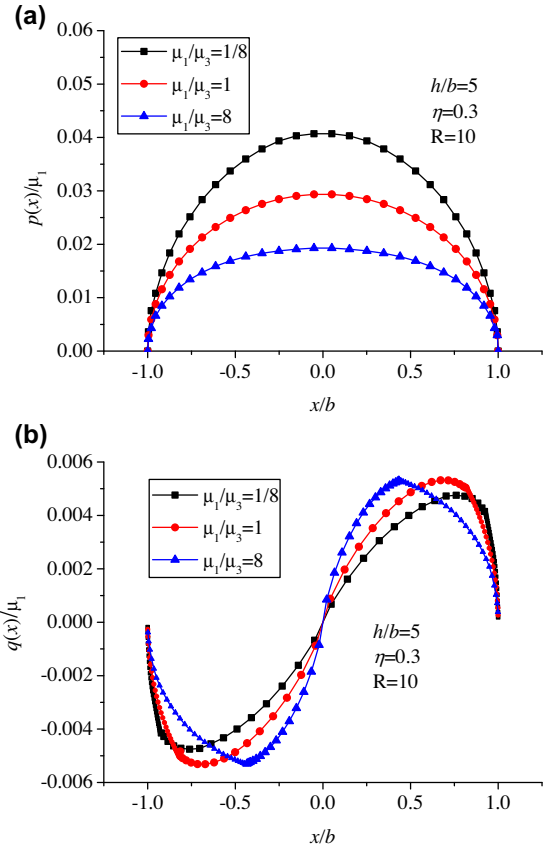 (a)
0.06
0.05
0.04
0.03
0.02
0.01
0.00
p(x)/μ₁
μ₁/μ₃=1/8
μ₁/μ₃=1
μ₁/μ₃=8
h/b=5
η=0.3
R=10
-1.0 -0.5 0.0 0.5 1.0
x/b
(b)
0.006
0.004
0.002
0.000
-0.002
-0.004
-0.006
q(x)/μ₁
μ₁/μ₃=1/8
μ₁/μ₃=1
μ₁/μ₃=8
h/b=5
η=0.3
R=10
-1.0 -0.5 0.0 0.5 1.0
x/b